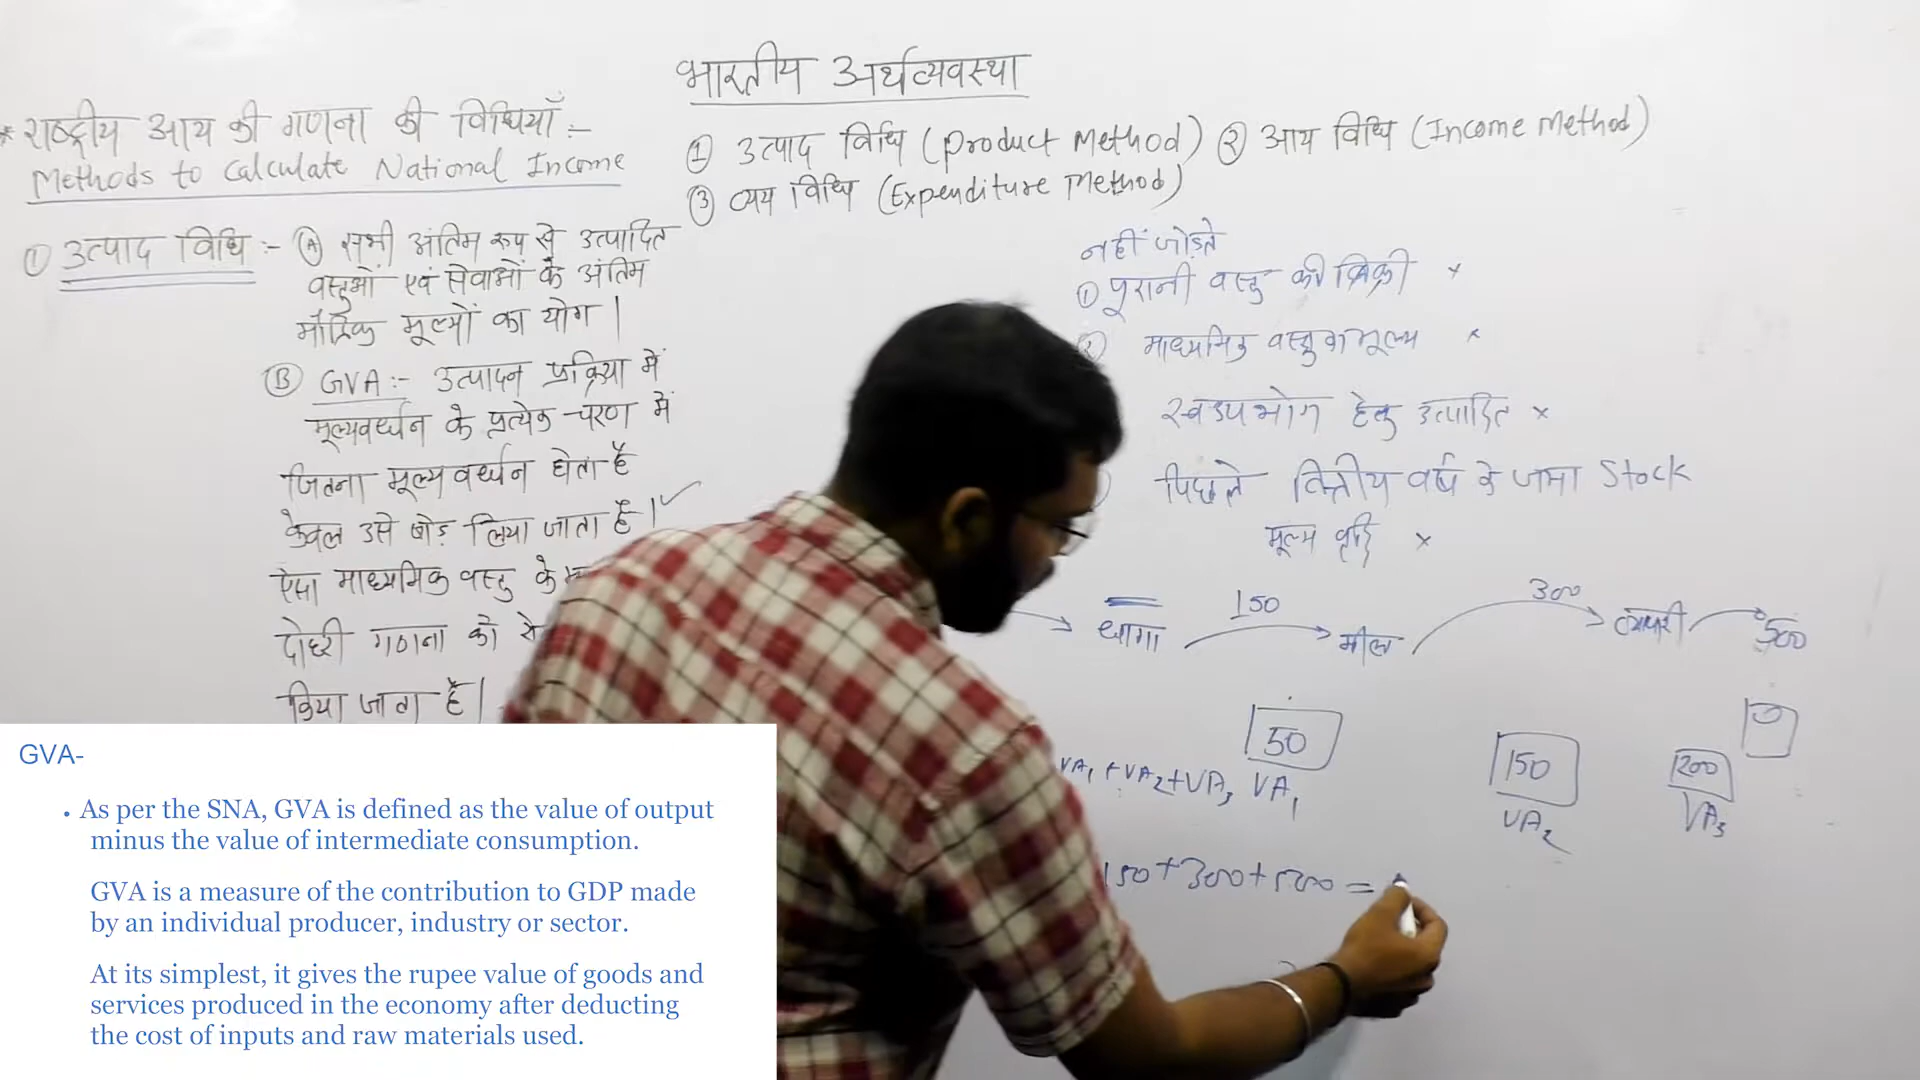 भारतीय अर्थव्यवस्था
* राष्ट्रीय आय की गणना की विधियाँ :-
Methods to Calculate National Income
① उत्पाद विधि (Product Method) ② आय विधि (Income Method)
③ व्यय विधि (Expenditure Method)
① उत्पाद विधि :- Ⓐ सभी अंतिम रूप से उत्पादित
वस्तुओं एवं सेवाओं के अंतिम
मौद्रिक मूल्यों का योग |
Ⓑ GVA :- उत्पादन प्रक्रिया में
मूल्यवर्ध्दन के प्रत्येक चरण में
जितना मूल्य वर्ध्दन होता है
केवल उसे जोड़ लिया जाता है |✓
ऐसा माध्यमिक वस्तु के
दोहरी गणना को
किया जाता है |
नहीं जोड़ते
① पुरानी वस्तु की बिक्री ×
माध्यमिक वस्तु का मूल्य ×
स्वउपभोग हेतु उत्पादित ×
पिछले वित्तीय वर्ष के जमा Stock
मूल्य वृद्धि ×
धागा 150 मील 300 व्यापारी 500
50 150 200
VA₁ + VA₂ + VA₃ VA₁ VA₂ VA₃
150 + 300 + 500 =
GVA-
• As per the SNA, GVA is defined as the value of output
minus the value of intermediate consumption.
GVA is a measure of the contribution to GDP made
by an individual producer, industry or sector.
At its simplest, it gives the rupee value of goods and
services produced in the economy after deducting
the cost of inputs and raw materials used.